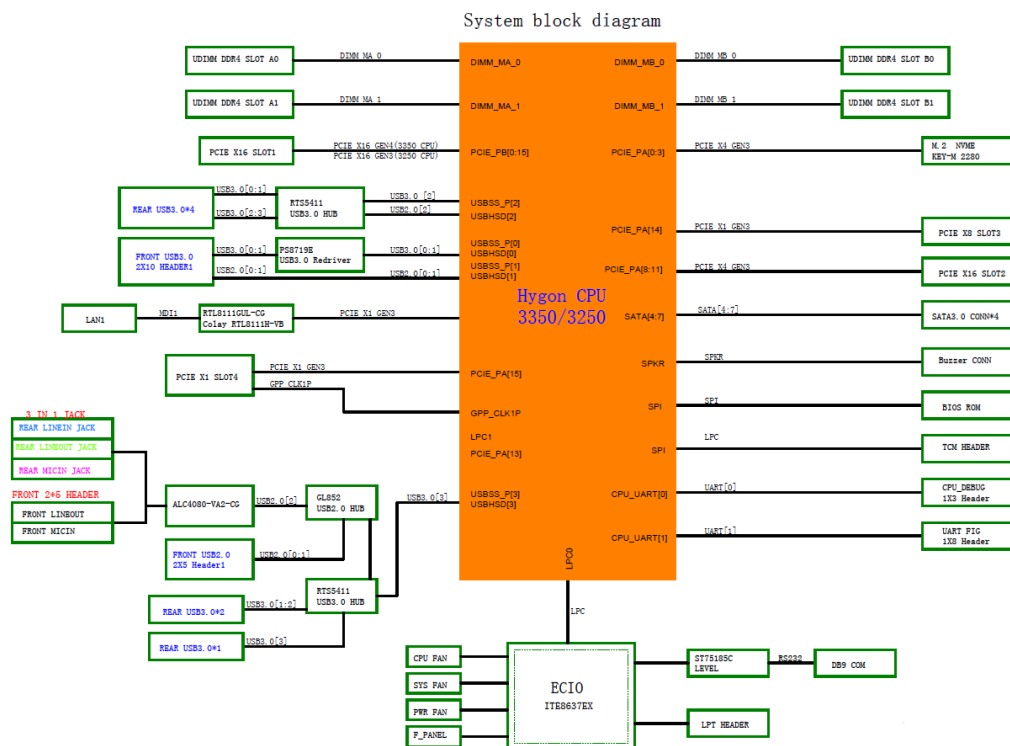 System block diagram
UDIMM DDR4 SLOT A0
DIMM MA 0
DIMM_MA_0
DIMM_MB_0
DIMM MB 0
UDIMM DDR4 SLOT B0
UDIMM DDR4 SLOT A1
DIMM MA 1
DIMM_MA_1
DIMM_MB_1
DIMM MB 1
UDIMM DDR4 SLOT B1
PCIE X16 SLOT1
PCIE X16 GEN4(3350 CPU)
PCIE X16 GEN3(3250 CPU)
PCIE_PB[0:15]
PCIE_PA[0:3]
PCIE X4 GEN3
M.2 NVME
KEY-M 2280
REAR USB3.0*4
USB3.0[0:1]
USB3.0[2:3]
RTS5411
USB3.0 HUB
USB3.0 [2]
USB2.0[2]
USBSS_P[2]
USBHSD[2]
PCIE_PA[14]
PCIE X1 GEN3
PCIE X8 SLOT3
FRONT USB3.0
2X10 HEADER1
USB3.0[0:1]
USB2.0[0:1]
PS8719E
USB3.0 Redriver
USB3.0[0:1]
USB2.0[0:1]
USBSS_P[0]
USBHSD[0]
USBSS_P[1]
USBHSD[1]
PCIE_PA[8:11]
PCIE X4 GEN3
PCIE X16 SLOT2
Hygon CPU
3350/3250
LAN1
MDI1
RTL8111GUL-CG
Colay RTL8111H-VB
PCIE X1 GEN3
SATA[4:7]
SATA[4:7]
SATA3.0 CONN*4
SPKR
SPKR
Buzzer CONN
PCIE X1 SLOT4
PCIE X1 GEN3
GPP CLK1P
PCIE_PA[15]
GPP_CLK1P
SPI
SPI
BIOS ROM
LPC1
PCIE_PA[13]
SPI
LPC
TCM HEADER
3 IN 1 JACK
REAR LINEIN JACK
REAR LINEOUT JACK
REAR MICIN JACK
FRONT 2*5 HEADER
FRONT LINEOUT
FRONT MICIN
ALC4080-VA2-CG
USB2.0[2]
GL852
USB2.0 HUB
USB3.0[3]
USBSS_P[3]
USBHSD[3]
CPU_UART[0]
UART[0]
CPU_DEBUG
1X3 Header
CPU_UART[1]
UART[1]
UART PIG
1X8 Header
FRONT USB2.0
2X5 Header1
USB2.0[0:1]
LPC0
RTS5411
USB3.0 HUB
REAR USB3.0*2
USB3.0[1:2]
REAR USB3.0*1
USB3.0[3]
LPC
CPU FAN
SYS FAN
PWR FAN
F_PANEL
ECIO
ITE8637EX
ST75185C
LEVEL
RS232
DB9 COM
LPT HEADER